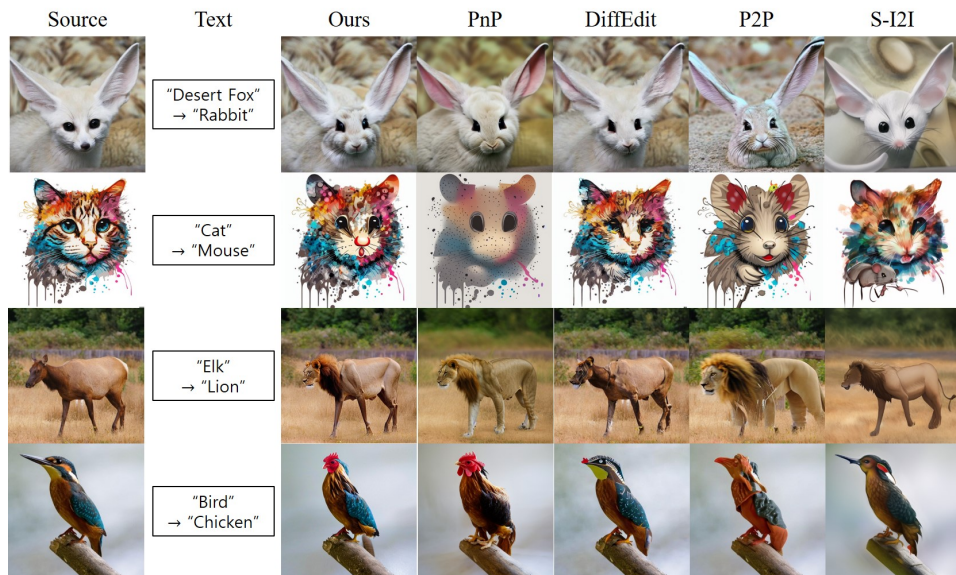 Source Text Ours PnP DiffEdit P2P S-I2I
“Desert Fox”
→ “Rabbit”
“Cat”
→ “Mouse”
“Elk”
→ “Lion”
“Bird”
→ “Chicken”